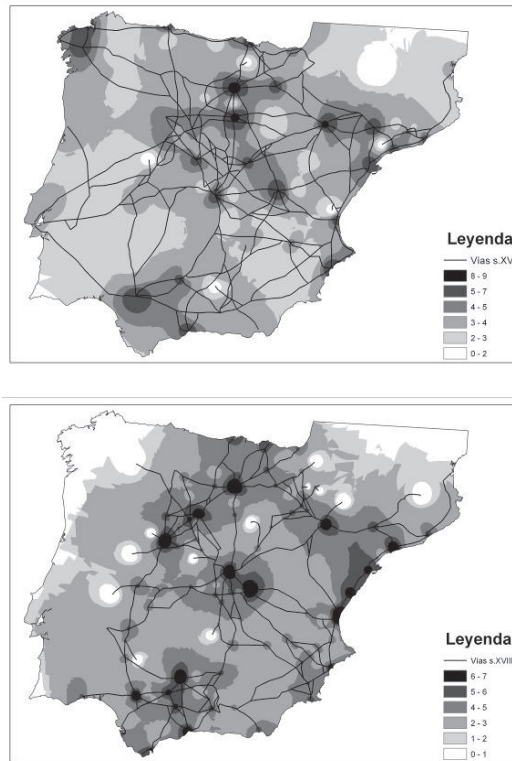 Leyenda
Vias s.XVI
8 - 9
5 - 7
4 - 5
3 - 4
2 - 3
0 - 2
Leyenda
Vias s.XVIII
6 - 7
5 - 6
4 - 5
2 - 3
1 - 2
0 - 1